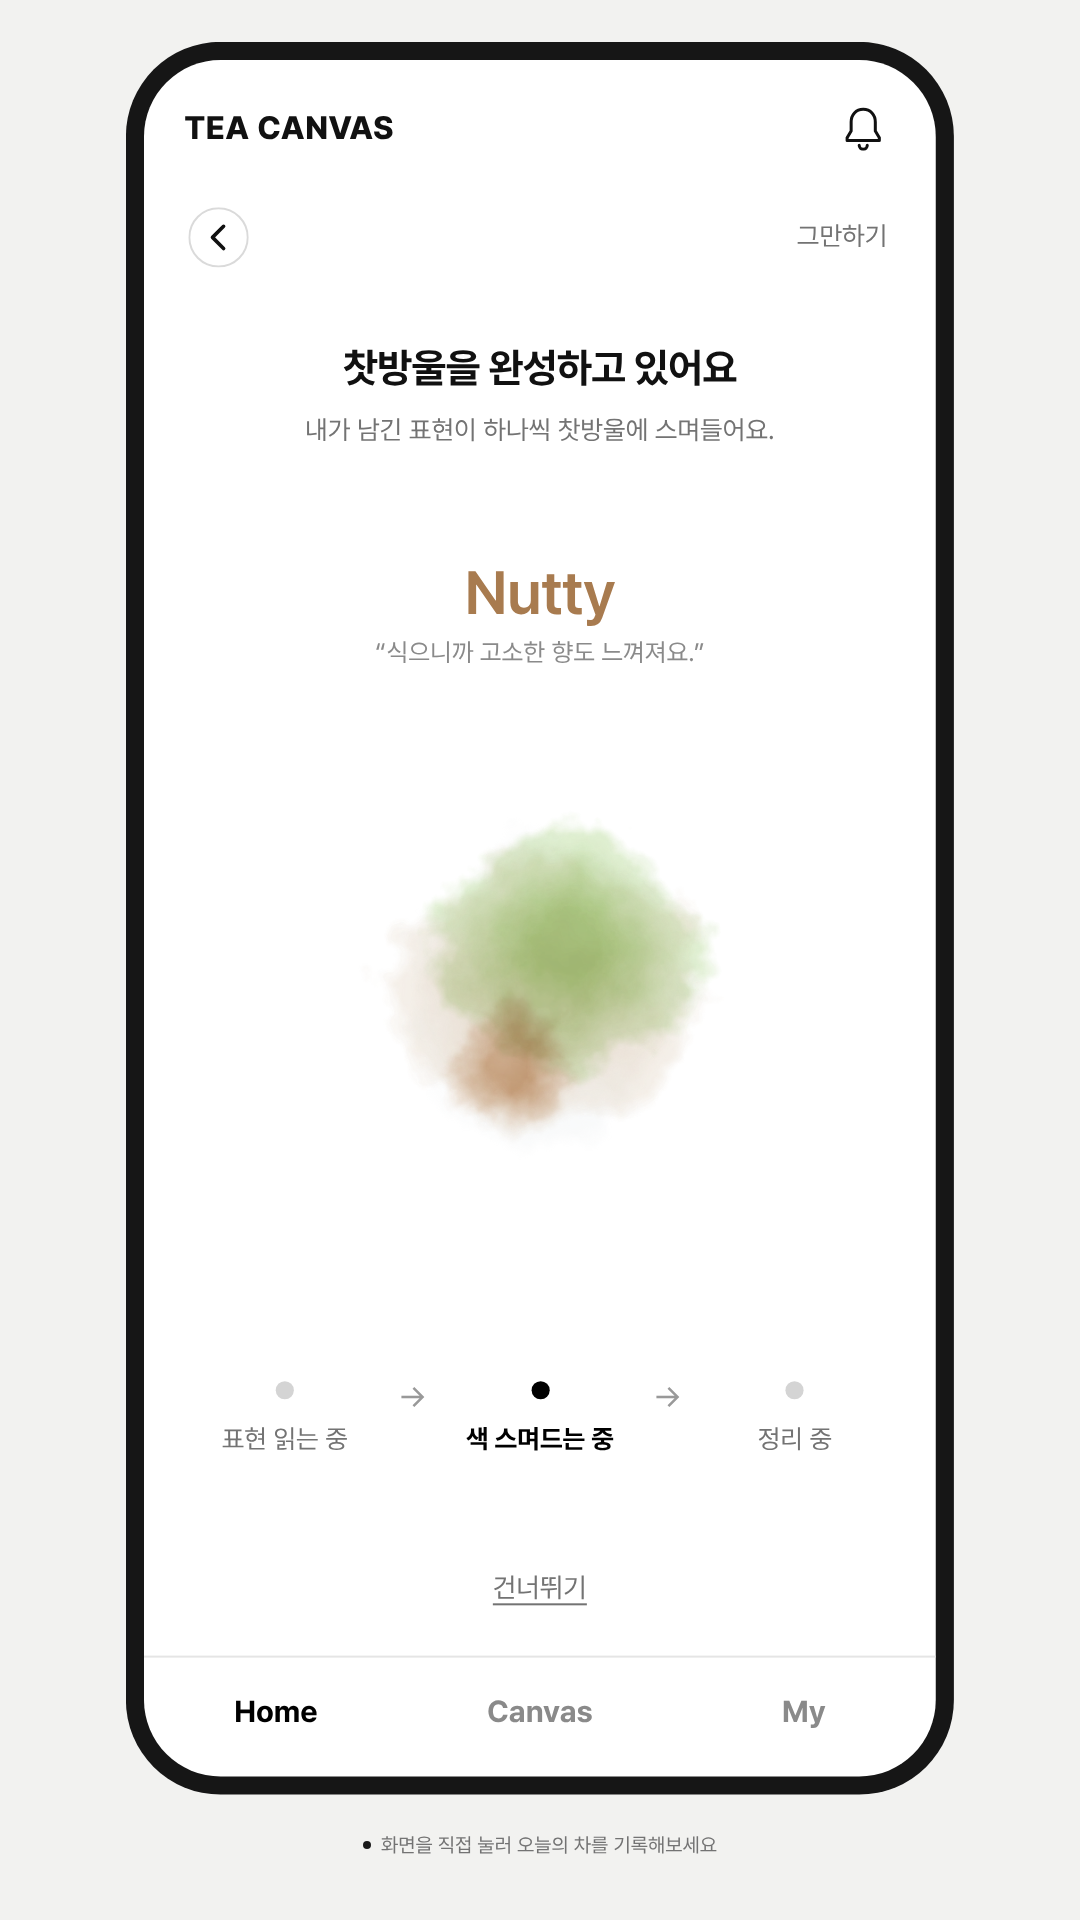 TEA CANVAS
그만하기
찻방울을 완성하고 있어요
내가 남긴 표현이 하나씩 찻방울에 스며들어요.
Nutty
“식으니까 고소한 향도 느껴져요.”
표현 읽는 중 → 색 스며드는 중 → 정리 중
건너뛰기
Home Canvas My
화면을 직접 눌러 오늘의 차를 기록해보세요